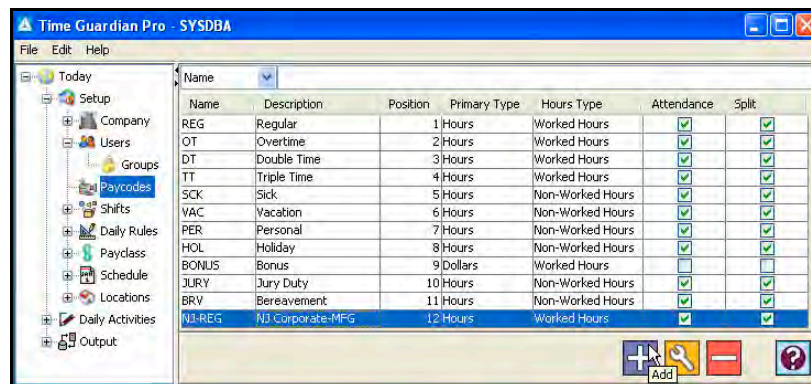 Time Guardian Pro - SYSDBA
File Edit Help
Today
Setup
Company
Users
Groups
Paycodes
Shifts
Daily Rules
Payclass
Schedule
Locations
Daily Activities
Output
Name
Name Description Position Primary Type Hours Type Attendance Split
REG Regular 1 Hours Worked Hours
OT Overtime 2 Hours Worked Hours
DT Double Time 3 Hours Worked Hours
TT Triple Time 4 Hours Worked Hours
SCK Sick 5 Hours Non-Worked Hours
VAC Vacation 6 Hours Non-Worked Hours
PER Personal 7 Hours Non-Worked Hours
HOL Holiday 8 Hours Non-Worked Hours
BONUS Bonus 9 Dollars Worked Hours
JURY Jury Duty 10 Hours Non-Worked Hours
BRV Bereavement 11 Hours Non-Worked Hours
NJ-REG NJ Corporate-MFG 12 Hours Worked Hours
Add